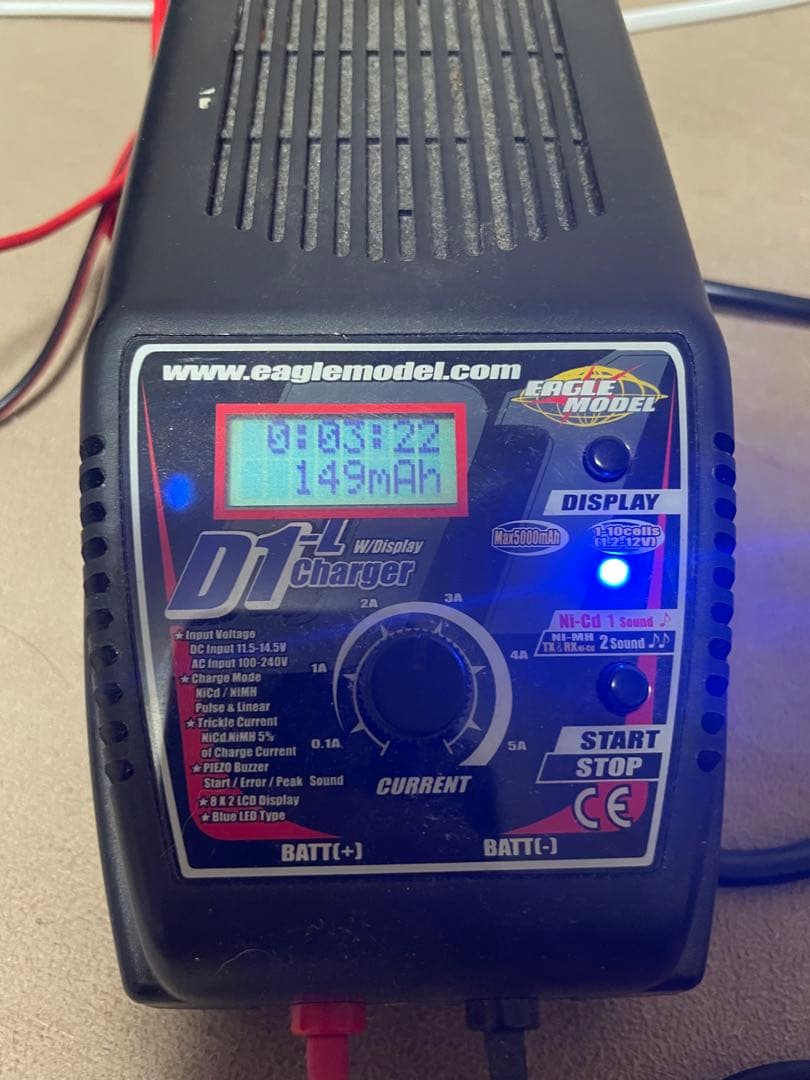 www.eaglemodel.com
EAGLE
MODEL
0:03:22
149mAh
DISPLAY
D1-L W/Display
Charger
Max5000mAh
1-10cells
(1.2-12V)
2A
3A
1A
4A
0.1A
5A
CURRENT
Ni-Cd 1 Sound ♪
Ni-MH
TX&RX Ni-Cd 2 Sound ♪♪
★Input Voltage
DC Input 11.5-14.5V
AC Input 100-240V
★Charge Mode
NiCd / NiMH
Pulse & Linear
★Trickle Current
NiCd.NiMH 5%
of Charge Current
★PIEZO Buzzer
Start / Error / Peak Sound
★8 X 2 LCD Display
★Blue LED Type
START
STOP
CE
BATT(+)
BATT(-)